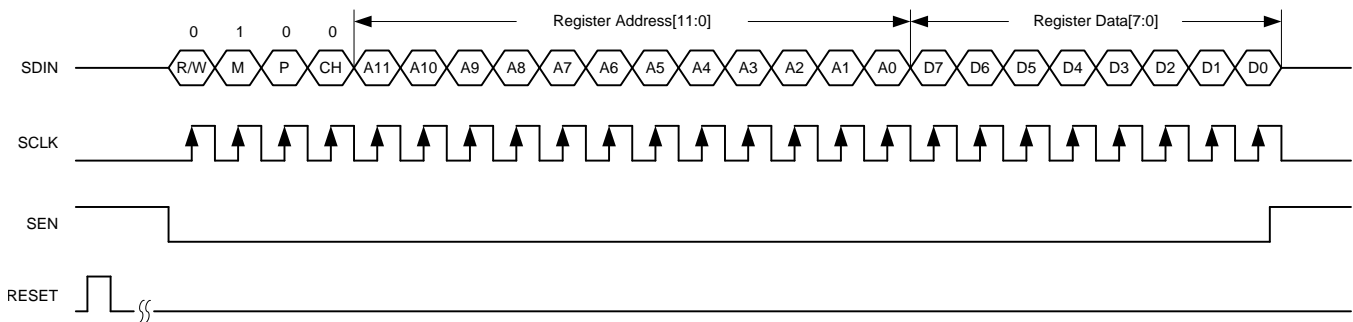 Register Address[11:0] Register Data[7:0]
0 1 0 0
SDIN R/W M P CH A11 A10 A9 A8 A7 A6 A5 A4 A3 A2 A1 A0 D7 D6 D5 D4 D3 D2 D1 D0
SCLK
SEN
RESET